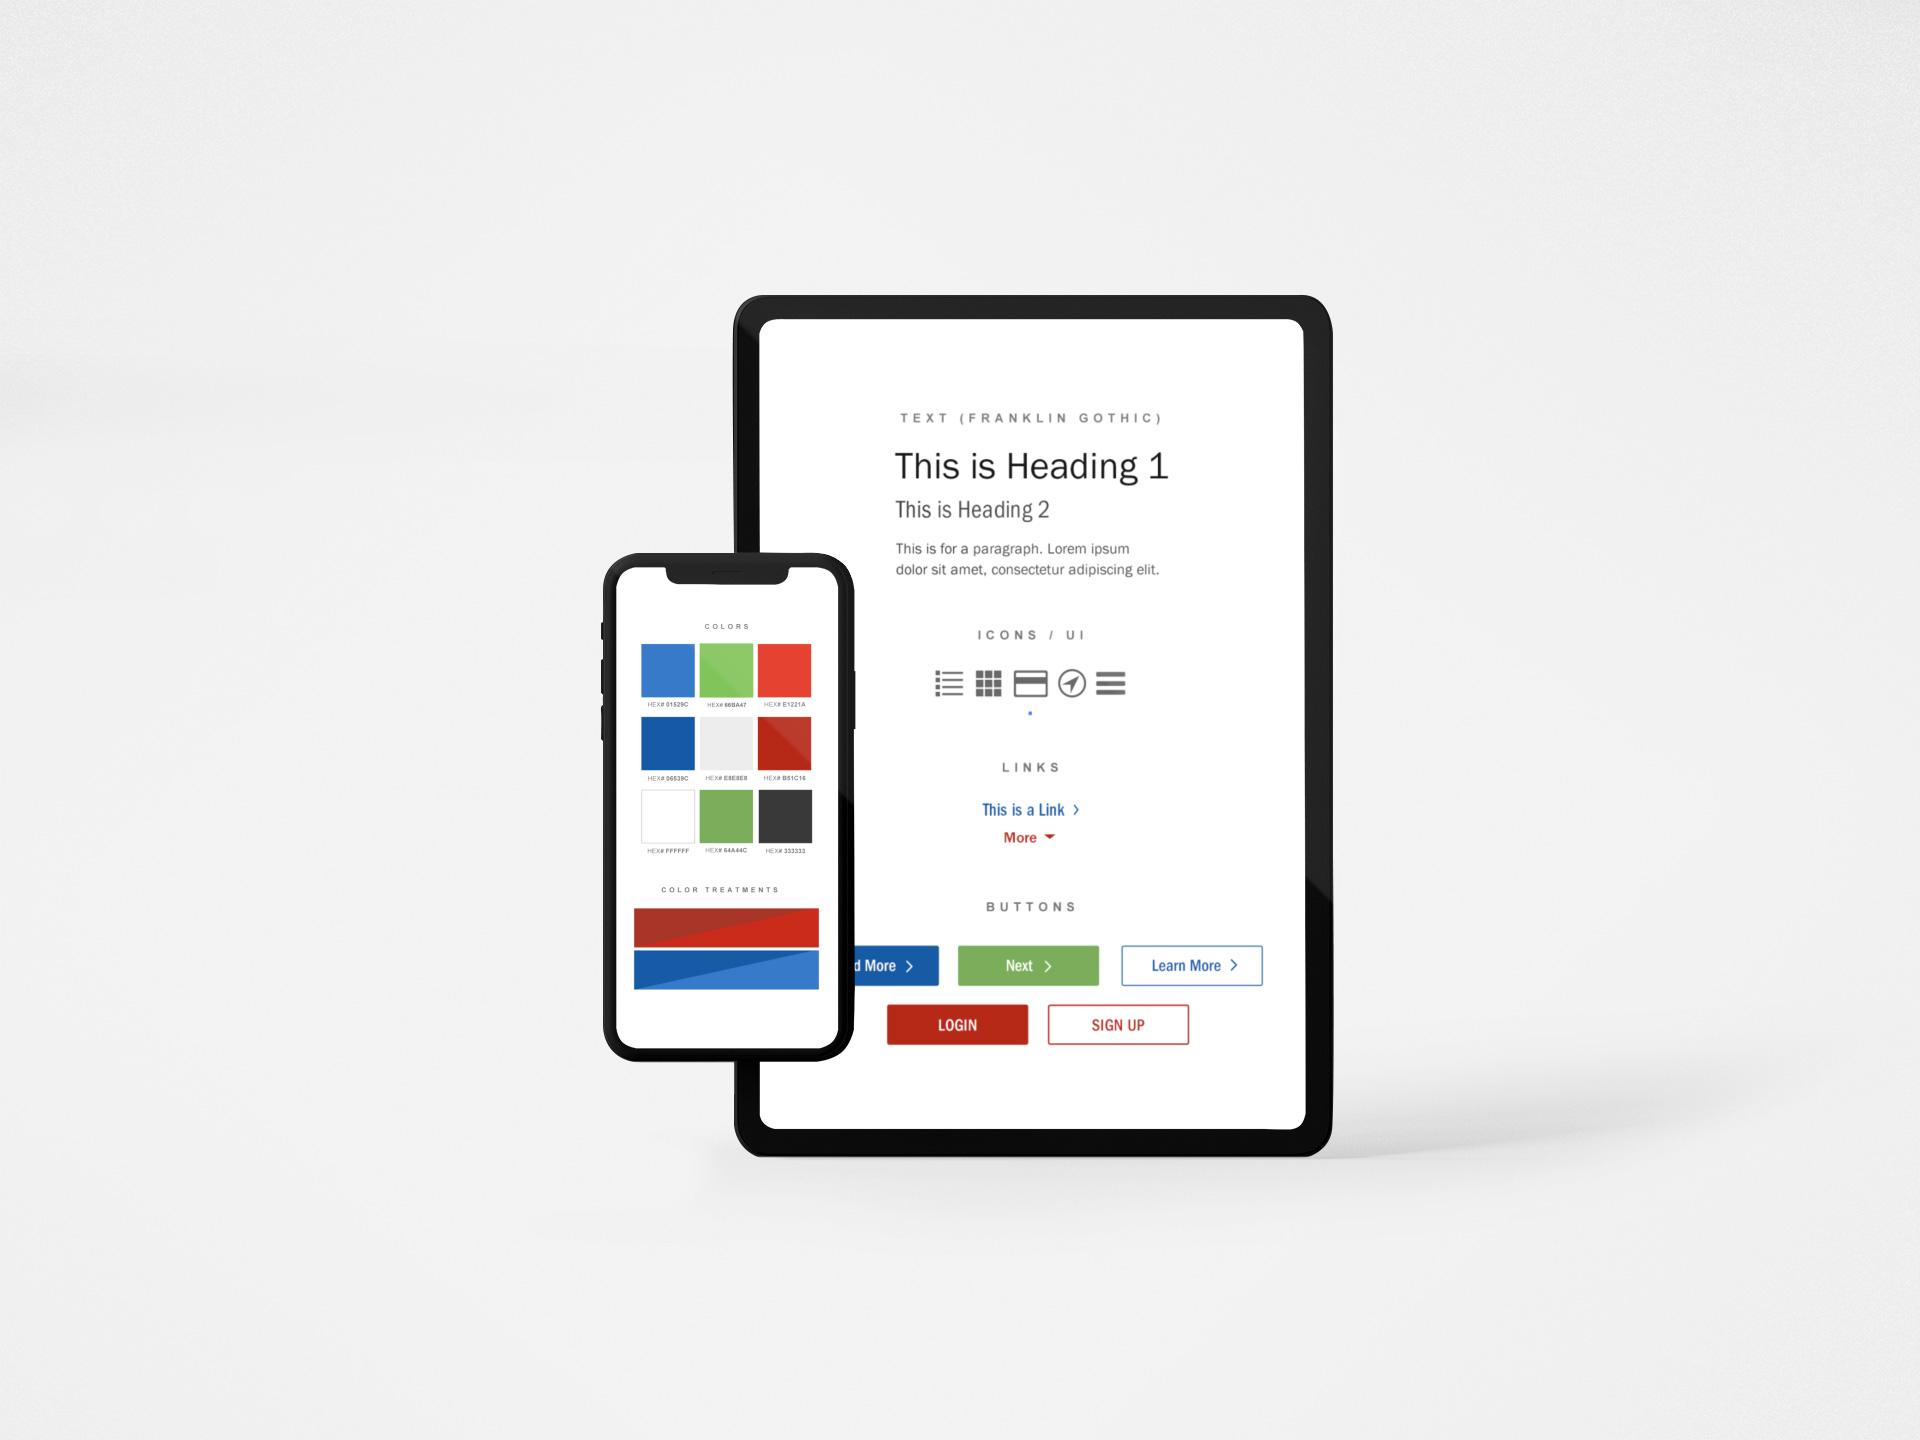 TEXT (FRANKLIN GOTHIC)
This is Heading 1
This is Heading 2
This is for a paragraph. Lorem ipsum
dolor sit amet, consectetur adipiscing elit.
ICONS / UI
LINKS
This is a Link
More
BUTTONS
d More
Next
Learn More
LOGIN
SIGN UP
COLORS
HEX# 01529C
HEX# 66BA47
HEX# E1221A
HEX# 06539C
HEX# E8E8E8
HEX# B51C16
HEX# FFFFFF
HEX# 64A44C
HEX# 333333
COLOR TREATMENTS